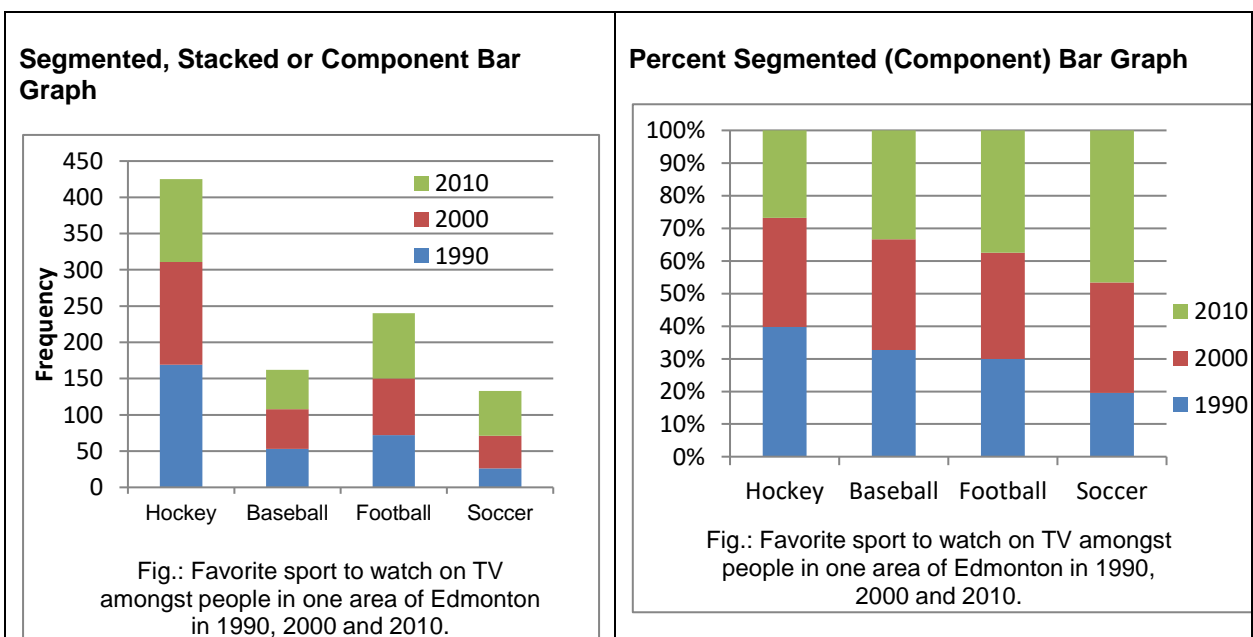 Segmented, Stacked or Component Bar
Graph
450
400
350
300
250
200
150
100
50
0
Frequency
2010
2000
1990
Hockey Baseball Football Soccer
Fig.: Favorite sport to watch on TV
amongst people in one area of Edmonton
in 1990, 2000 and 2010.
Percent Segmented (Component) Bar Graph
100%
90%
80%
70%
60%
50%
40%
30%
20%
10%
0%
2010
2000
1990
Hockey Baseball Football Soccer
Fig.: Favorite sport to watch on TV amongst
people in one area of Edmonton in 1990,
2000 and 2010.